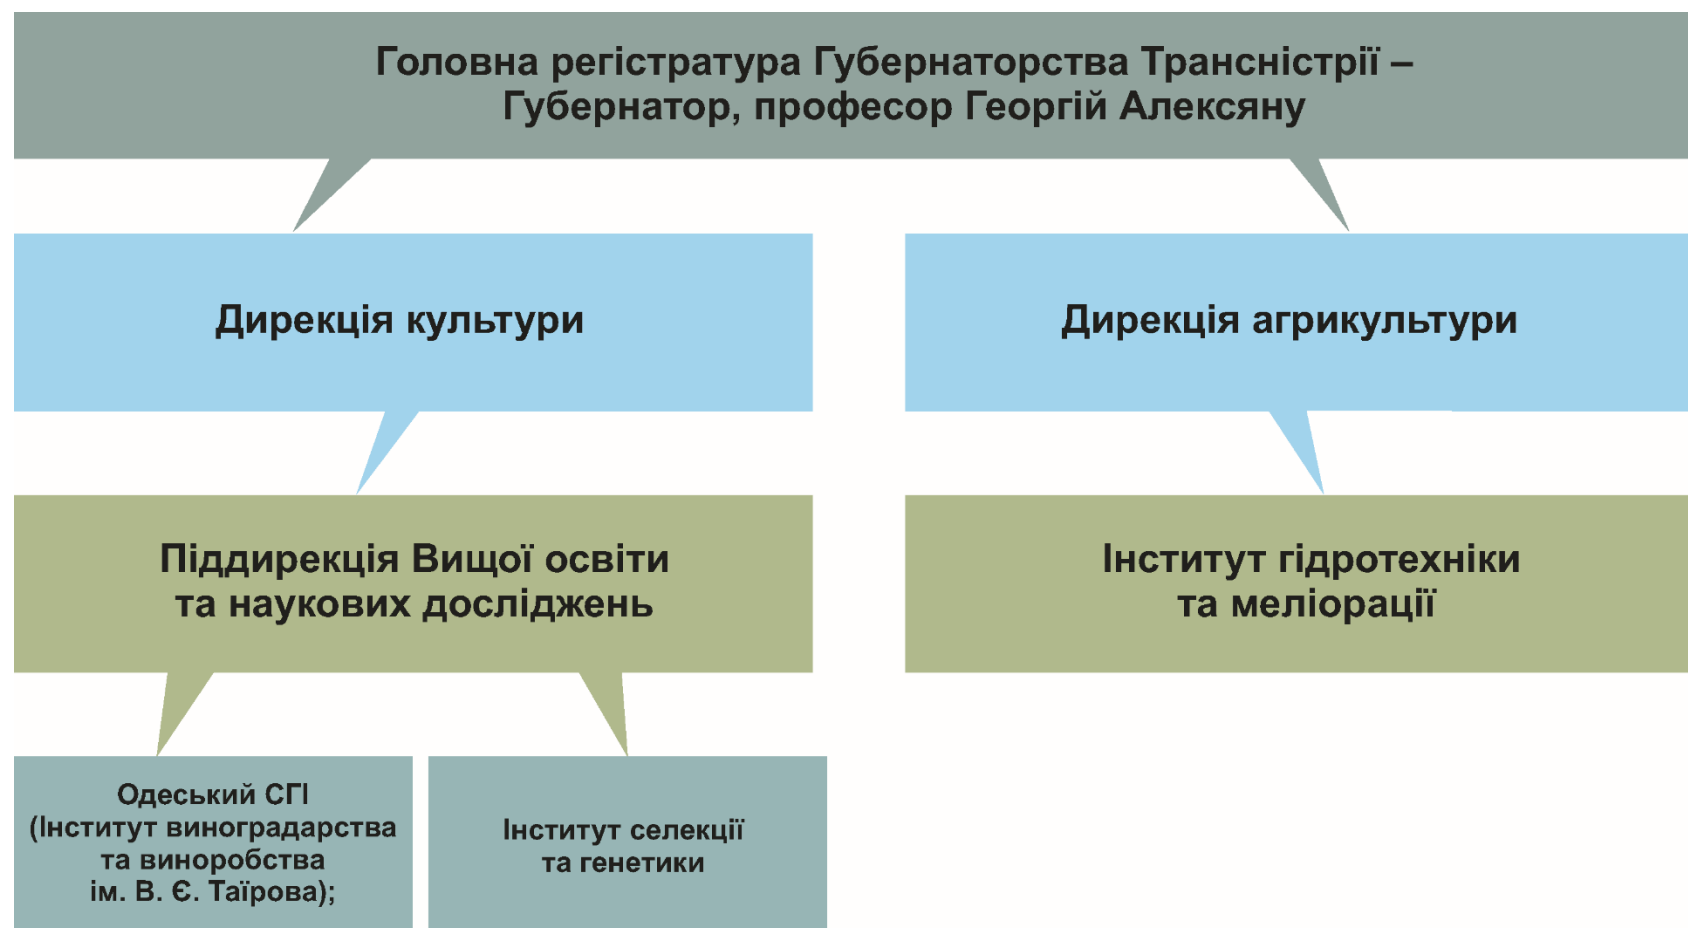 Головна регістратура Губернаторства Трансністрії –
Губернатор, професор Георгій Алексяну
Дирекція культури
Дирекція агрикультури
Піддирекція Вищої освіти
та наукових досліджень
Інститут гідротехніки
та меліорації
Одеський СГІ
(Інститут виноградарства
та виноробства
ім. В. Є. Таїрова);
Інститут селекції
та генетики